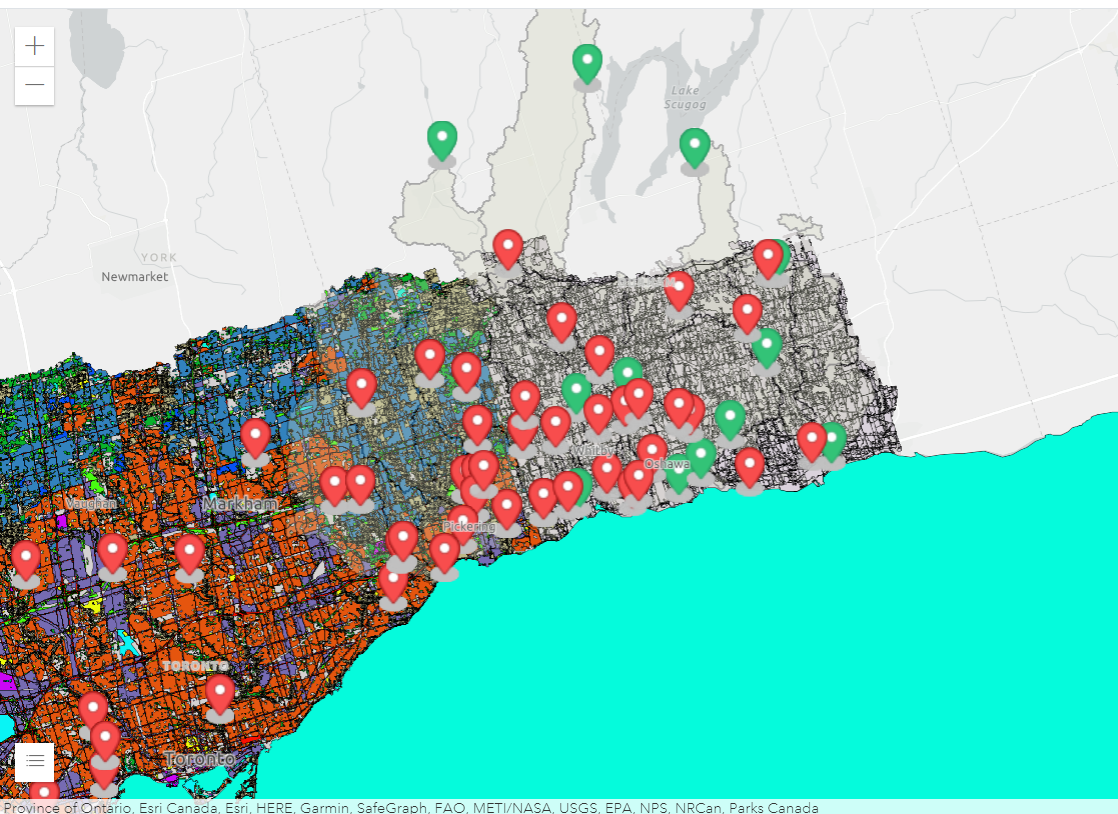 Lake
Scugog
YORK
Newmarket
Whitby
Oshawa
Vaughan
Markham
Pickering
TORONTO
Toronto
Province of Ontario, Esri Canada, Esri, HERE, Garmin, SafeGraph, FAO, METI/NASA, USGS, EPA, NPS, NRCan, Parks Canada